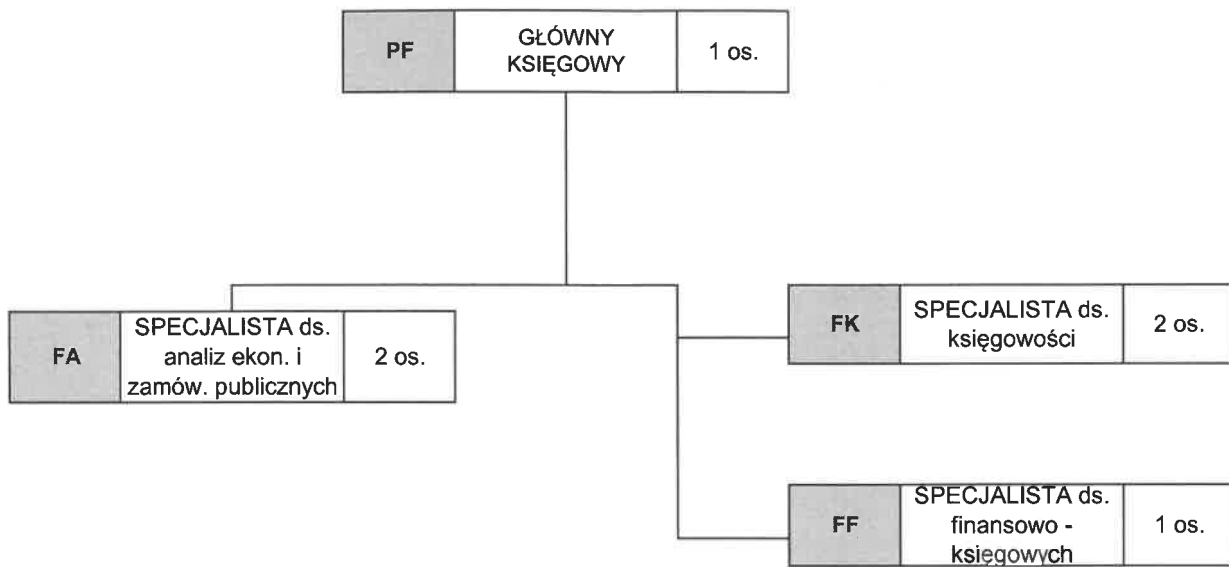 PF
GŁÓWNY
KSIĘGOWY
1 os.
FA
SPECJALISTA ds.
analiz ekon. i
zamów. publicznych
2 os.
FK
SPECJALISTA ds.
księgowości
2 os.
FF
SPECJALISTA ds.
finansowo -
księgowych
1 os.